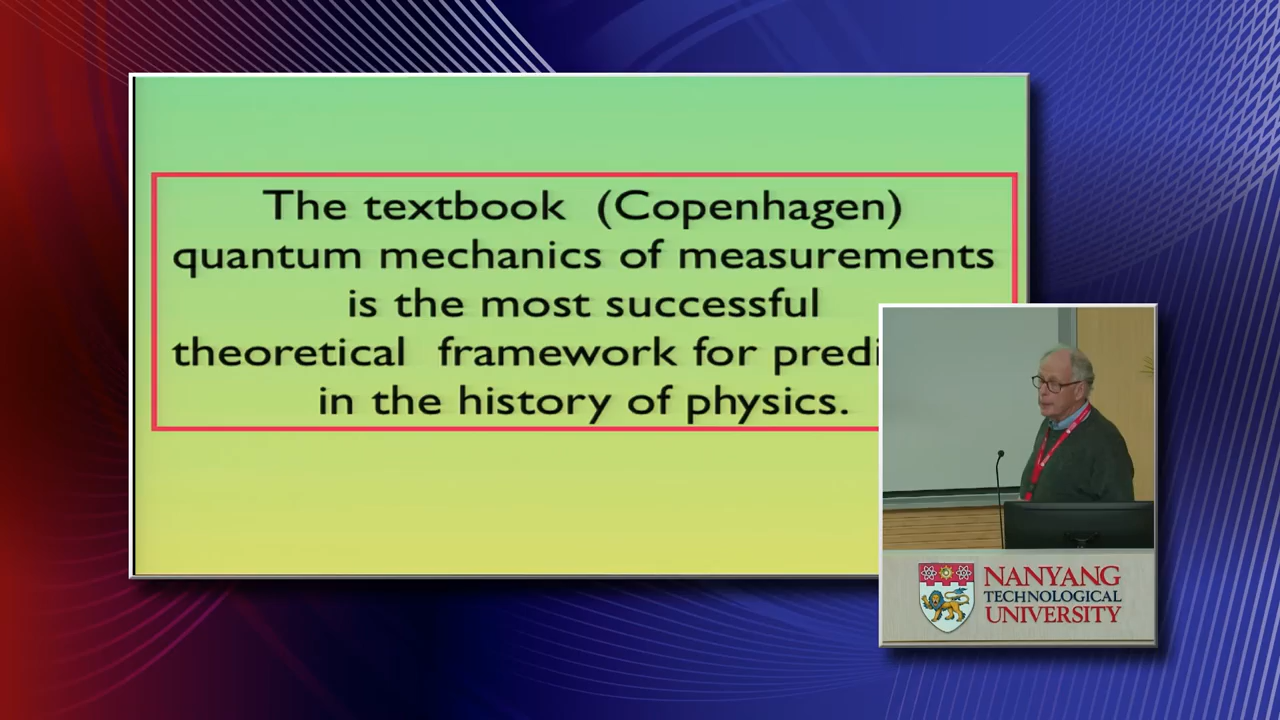 The textbook (Copenhagen)
quantum mechanics of measurements
is the most successful
theoretical framework for
in the history of physics.
NANYANG
TECHNOLOGICAL
UNIVERSITY